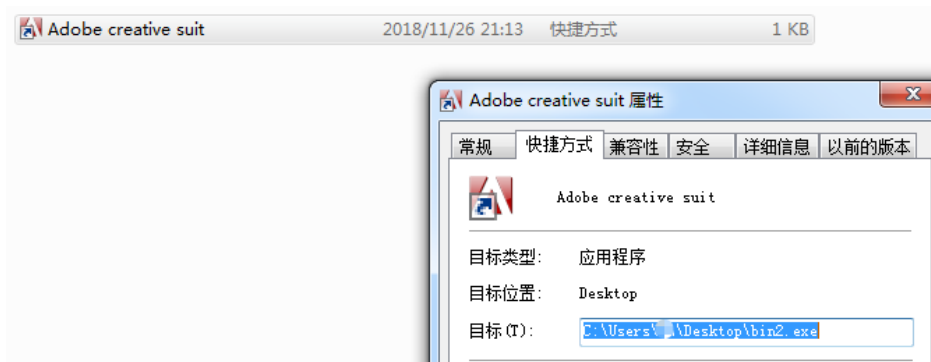 Adobe creative suit 2018/11/26 21:13 快捷方式 1 KB
Adobe creative suit 属性
常规 快捷方式 兼容性 安全 详细信息 以前的版本
Adobe creative suit
目标类型: 应用程序
目标位置: Desktop
目标(T): C:\Users\ \Desktop\bin2.exe